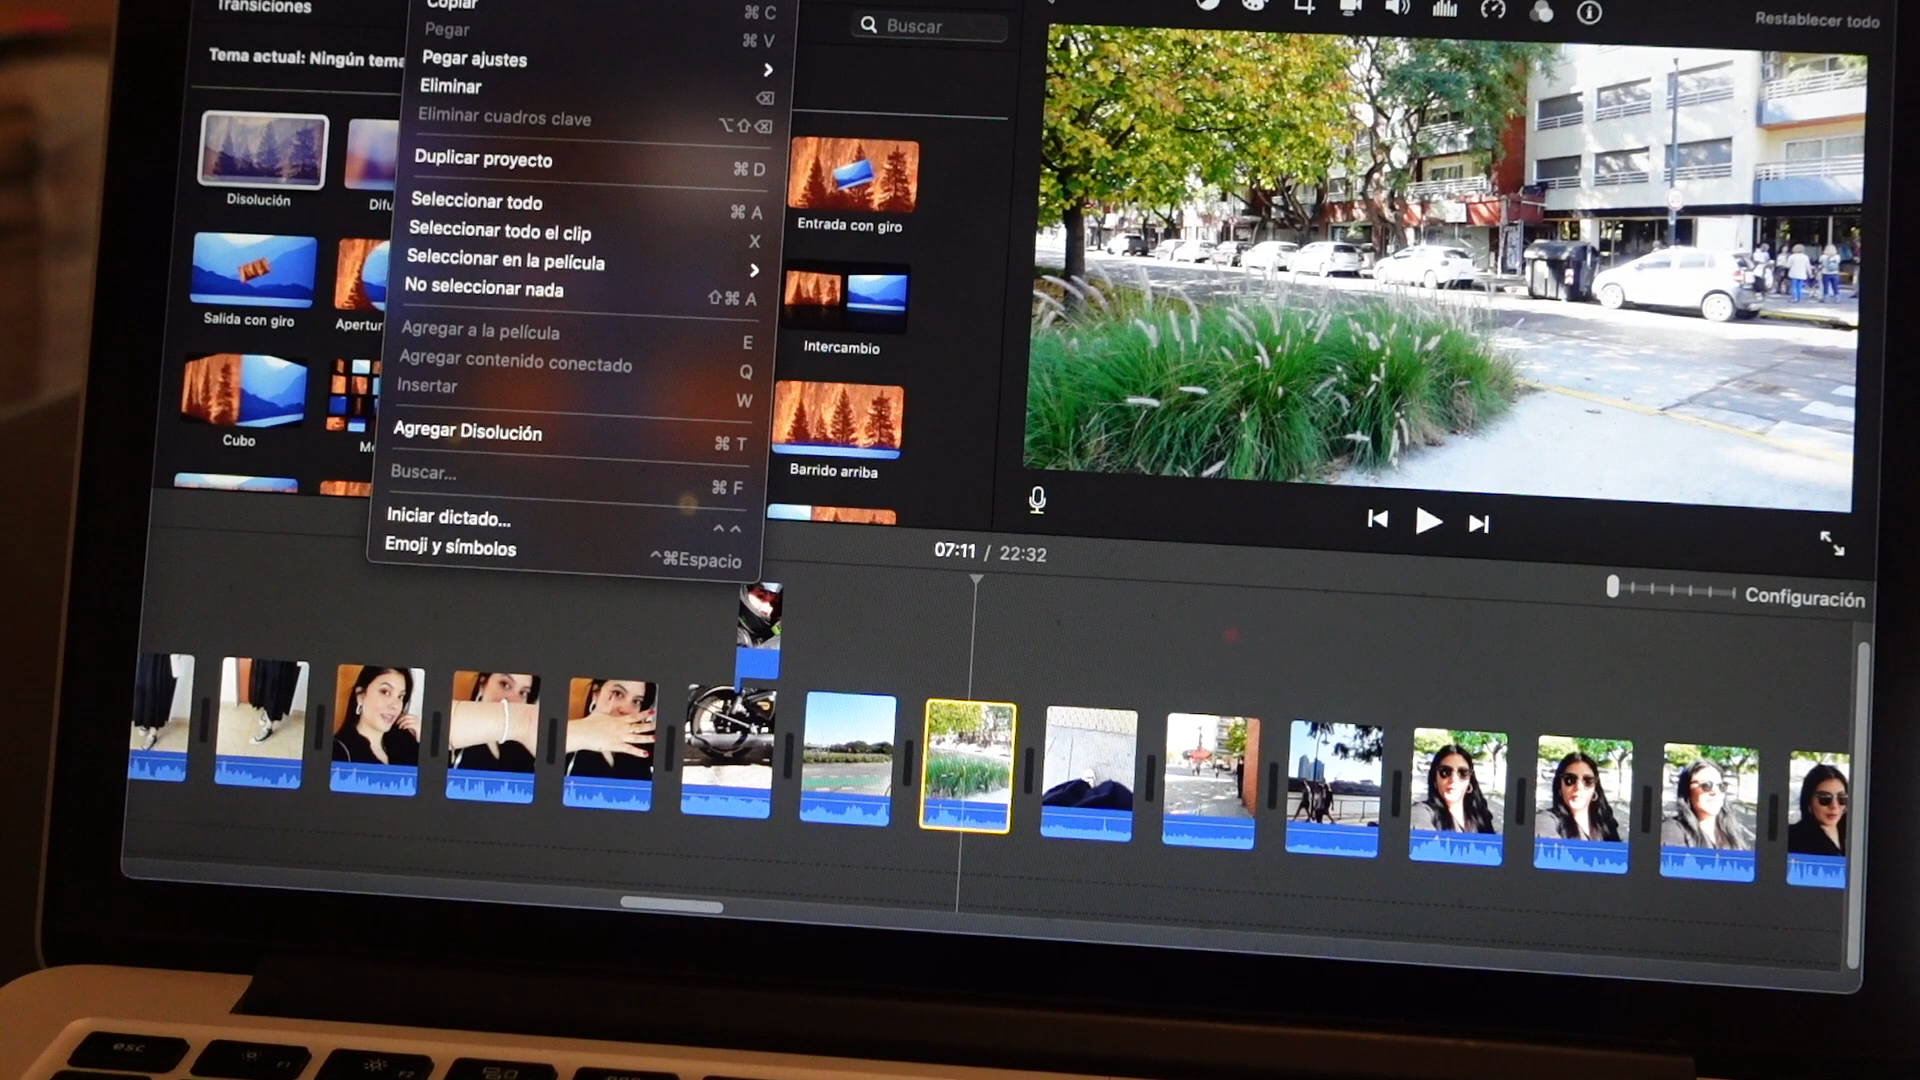 Transiciones
Tema actual: Ningún tema
Disolución
Salida con giro
Cubo
Copiar ⌘ C
Pegar ⌘ V
Pegar ajustes
Eliminar ⌫
Eliminar cuadros clave ⌥⇧⌫
Duplicar proyecto ⌘ D
Seleccionar todo ⌘ A
Seleccionar todo el clip X
Seleccionar en la película
No seleccionar nada ⇧⌘ A
Agregar a la película E
Agregar contenido conectado Q
Insertar W
Agregar Disolución ⌘ T
Buscar... ⌘ F
Iniciar dictado... ^ ^
Emoji y símbolos ^⌘Espacio
Buscar
Entrada con giro
Intercambio
Barrido arriba
Restablecer todo
07:11 / 22:32
Configuración
esc
F1
F2